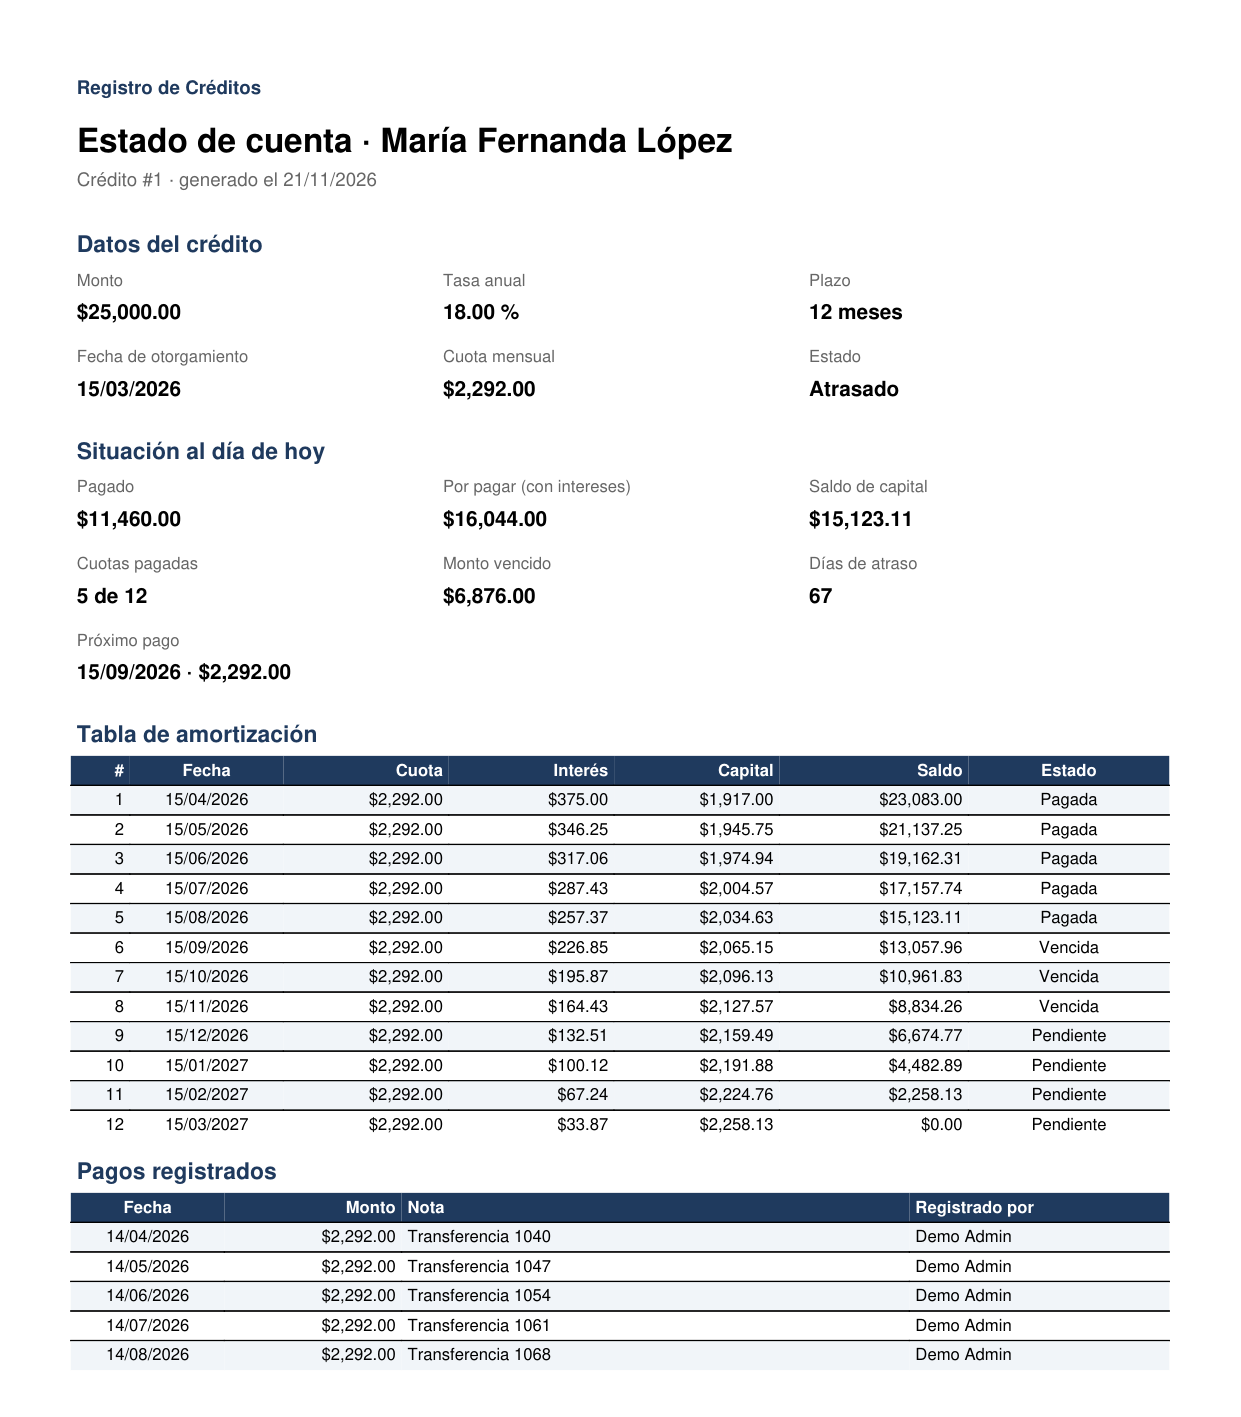 Registro de Créditos
Estado de cuenta · María Fernanda López
Crédito #1 · generado el 21/11/2026
Datos del crédito
Monto Tasa anual Plazo
$25,000.00 18.00 % 12 meses
Fecha de otorgamiento Cuota mensual Estado
15/03/2026 $2,292.00 Atrasado
Situación al día de hoy
Pagado Por pagar (con intereses) Saldo de capital
$11,460.00 $16,044.00 $15,123.11
Cuotas pagadas Monto vencido Días de atraso
5 de 12 $6,876.00 67
Próximo pago
15/09/2026 · $2,292.00
Tabla de amortización
# Fecha Cuota Interés Capital Saldo Estado
1 15/04/2026 $2,292.00 $375.00 $1,917.00 $23,083.00 Pagada
2 15/05/2026 $2,292.00 $346.25 $1,945.75 $21,137.25 Pagada
3 15/06/2026 $2,292.00 $317.06 $1,974.94 $19,162.31 Pagada
4 15/07/2026 $2,292.00 $287.43 $2,004.57 $17,157.74 Pagada
5 15/08/2026 $2,292.00 $257.37 $2,034.63 $15,123.11 Pagada
6 15/09/2026 $2,292.00 $226.85 $2,065.15 $13,057.96 Vencida
7 15/10/2026 $2,292.00 $195.87 $2,096.13 $10,961.83 Vencida
8 15/11/2026 $2,292.00 $164.43 $2,127.57 $8,834.26 Vencida
9 15/12/2026 $2,292.00 $132.51 $2,159.49 $6,674.77 Pendiente
10 15/01/2027 $2,292.00 $100.12 $2,191.88 $4,482.89 Pendiente
11 15/02/2027 $2,292.00 $67.24 $2,224.76 $2,258.13 Pendiente
12 15/03/2027 $2,292.00 $33.87 $2,258.13 $0.00 Pendiente
Pagos registrados
Fecha Monto Nota Registrado por
14/04/2026 $2,292.00 Transferencia 1040 Demo Admin
14/05/2026 $2,292.00 Transferencia 1047 Demo Admin
14/06/2026 $2,292.00 Transferencia 1054 Demo Admin
14/07/2026 $2,292.00 Transferencia 1061 Demo Admin
14/08/2026 $2,292.00 Transferencia 1068 Demo Admin